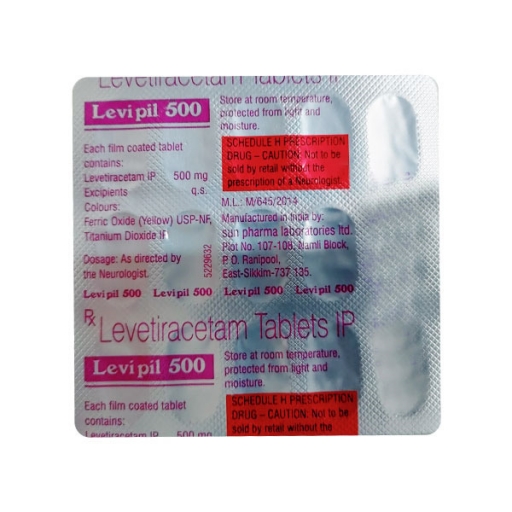 Levetiracetam Tablets IP
Levipil 500
Store at room temperature,
protected from light and
moisture.
Each film coated tablet
contains:
Levetiracetam IP 500 mg
Excipients q.s.
Colours:
Ferric Oxide (Yellow) USP-NF,
Titanium Dioxide IP
Dosage: As directed by
the Neurologist.
SCHEDULE H PRESCRIPTION
DRUG – CAUTION: Not to be
sold by retail without the
prescription of a Neurologist.
M.L.: M/645/2014
Manufactured in India by:
sun pharma laboratories ltd.
Plot No. 107-108, Namli Block,
P.O. Ranipool,
East-Sikkim-737 135.
5229632
Levipil 500 Levipil 500 Levipil 500 Levipil 500
Rx Levetiracetam Tablets IP
Levipil 500
Store at room temperature,
protected from light and
moisture.
Each film coated tablet
contains:
Levetiracetam IP 500 mg
SCHEDULE H PRESCRIPTION
DRUG – CAUTION: Not to be
sold by retail without the